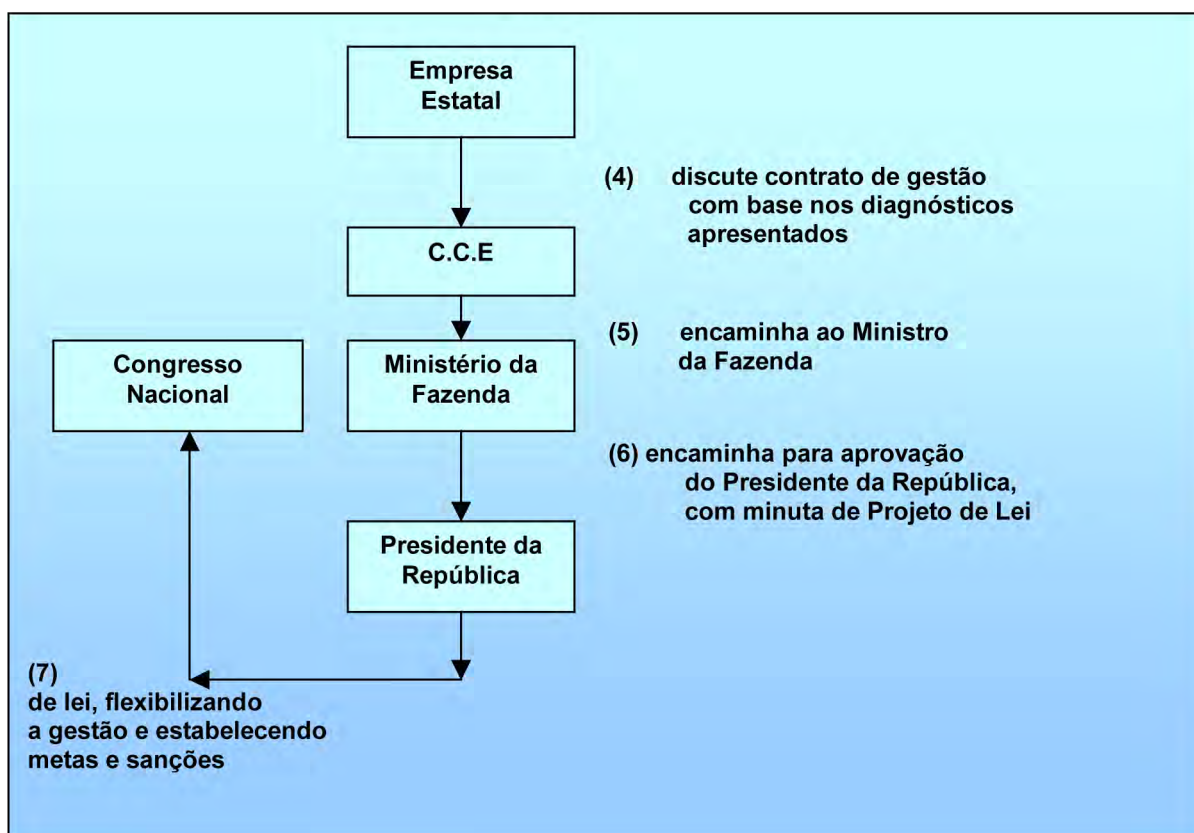 Empresa
Estatal
(4) discute contrato de gestão
com base nos diagnósticos
apresentados
C.C.E
(5) encaminha ao Ministro
da Fazenda
Congresso
Nacional
Ministério da
Fazenda
(6) encaminha para aprovação
do Presidente da República,
com minuta de Projeto de Lei
Presidente da
República
(7)
de lei, flexibilizando
a gestão e estabelecendo
metas e sanções